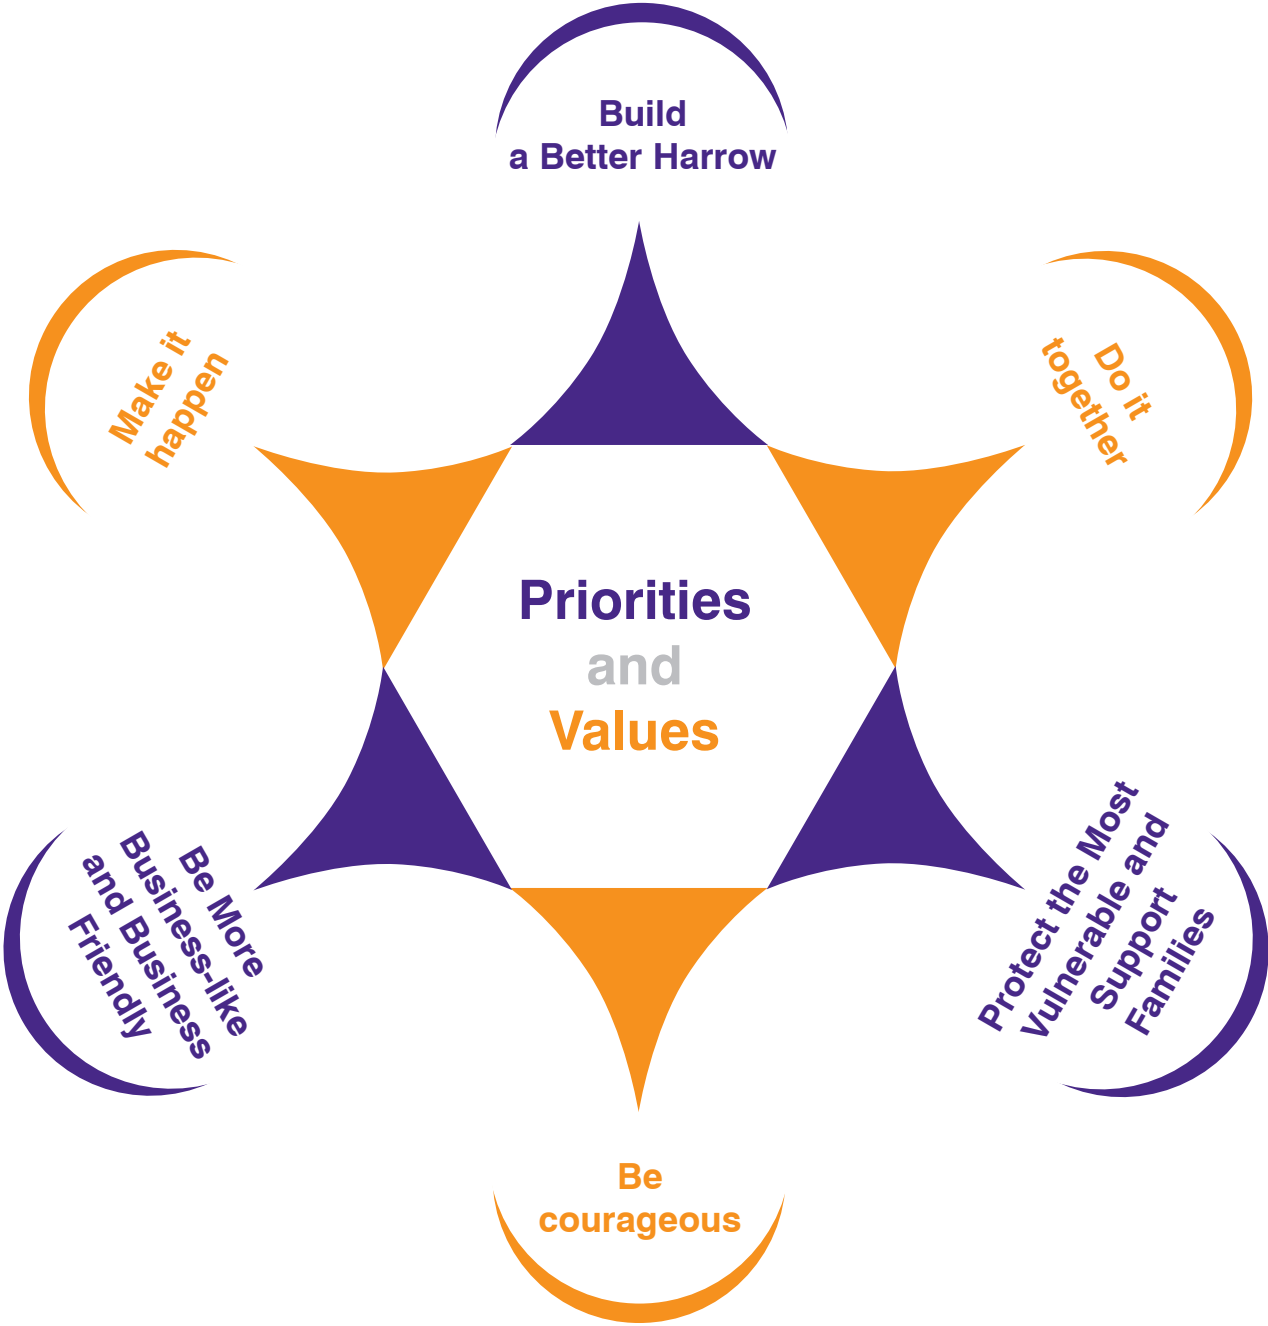 Build
a Better Harrow
Make it
happen
Do it
together
Priorities
and
Values
Be More
Business-like
and Business
Friendly
Protect the Most
Vulnerable and
Support
Families
Be
courageous